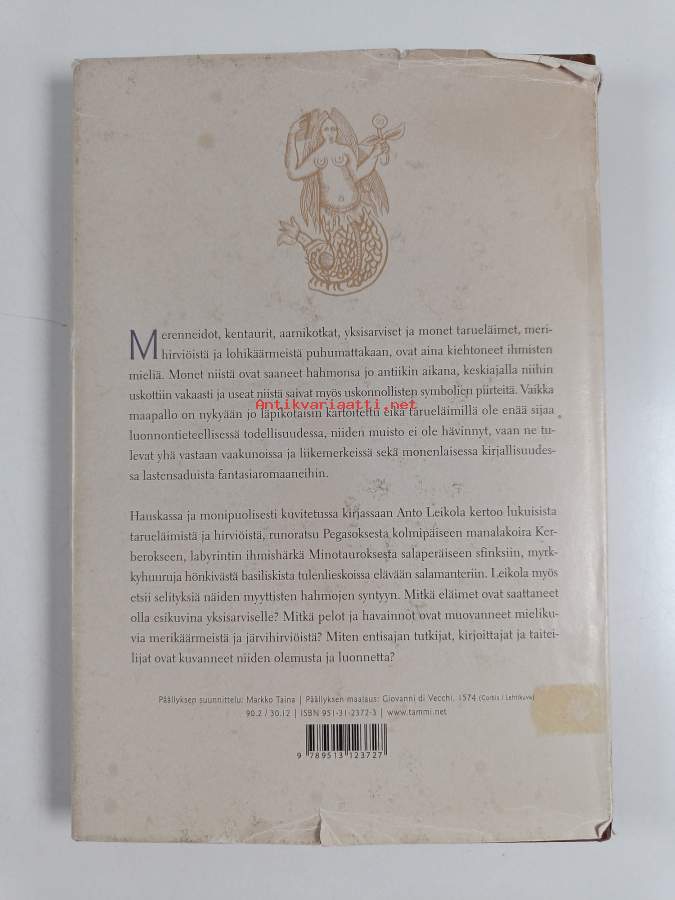 Merenneidot, kentaurit, aarnikotkat, yksisarviset ja monet tarueläimet, meri-
hirviöistä ja lohikäärmeistä puhumattakaan, ovat aina kiehtoneet ihmisten
mieliä. Monet niistä ovat saaneet hahmonsa jo antiikin aikana, keskiajalla niihin
uskottiin vakaasti ja useat niistä saivat myös uskonnollisten symbolien piirteitä. Vaikka
Antikvariaatti.net
maapallo on nykyään jo läpikotaisin kartoitettu eikä tarueläimillä ole enää sijaa
luonnontieteellisessä todellisuudessa, niiden muisto ei ole hävinnyt, vaan ne tu-
levat yhä vastaan vaakunoissa ja liikemerkeissä sekä monenlaisessa kirjallisuudes-
sa lastensaduista fantasiaromaaneihin.
Hauskassa ja monipuolisesti kuvitetussa kirjassaan Anto Leikola kertoo lukuisista
tarueläimistä ja hirviöistä, runoratsu Pegasoksesta kolmipäiseen manalakoira Ker-
berokseen, labyrintin ihmishärkä Minotauroksesta salaperäiseen sfinksiin, myrk-
kyhuuruja hönkivästä basiliskista tulenlieskoissa elävään salamanteriin. Leikola myös
etsii selityksiä näiden myyttisten hahmojen syntyyn. Mitkä eläimet ovat saattaneet
olla esikuvina yksisarviselle? Mitkä pelot ja havainnot ovat muovanneet mieliku-
via merikäärmeistä ja järvihirviöistä? Miten entisajan tutkijat, kirjoittajat ja taitei-
lijat ovat kuvanneet niiden olemusta ja luonnetta?
Päällyksen suunnittelu: Markko Taina | Päällyksen maalaus: Giovanni di Vecchi, 1574 (Corbis / Lehtikuva)
90.2 / 30.12 | ISBN 951-31-2372-3 | www.tammi.net
9 789513 123727